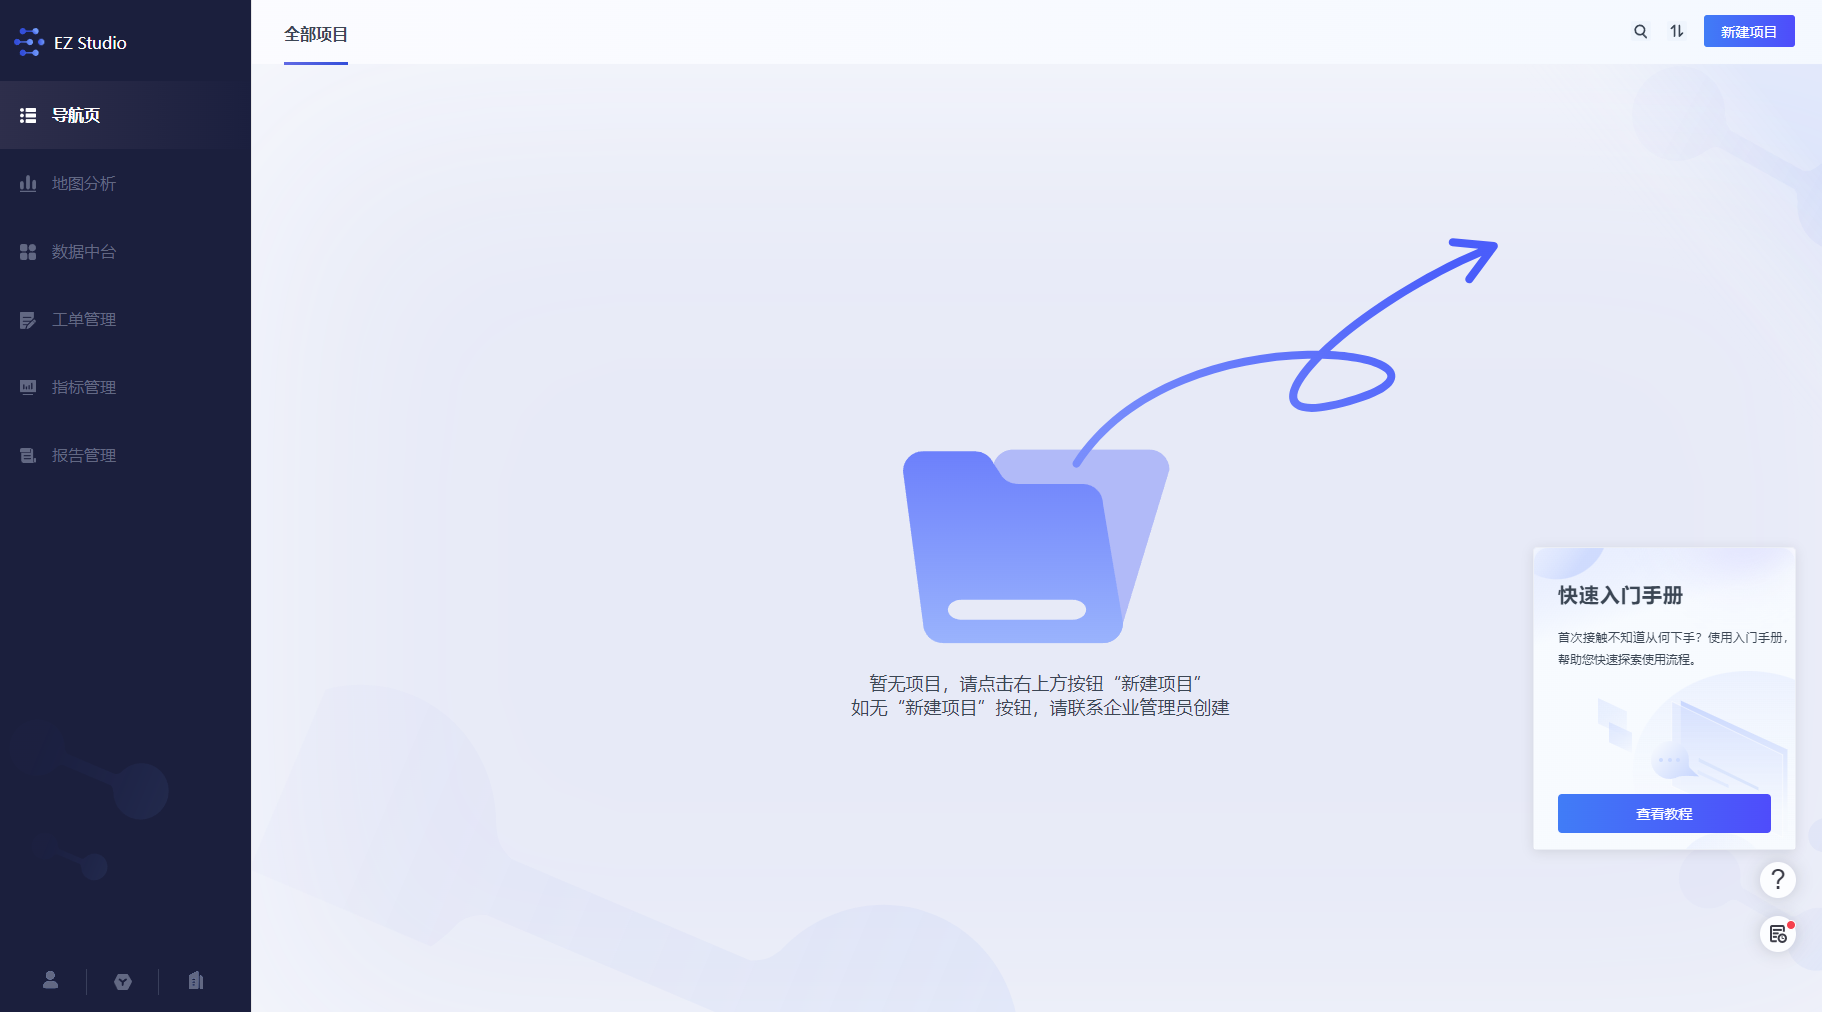 EZ Studio
导航页
地图分析
数据中台
工单管理
指标管理
报告管理
全部项目
新建项目
暂无项目，请点击右上方按钮“新建项目”
如无“新建项目”按钮，请联系企业管理员创建
快速入门手册
首次接触不知道从何下手？使用入门手册，
帮助您快速探索使用流程。
查看教程